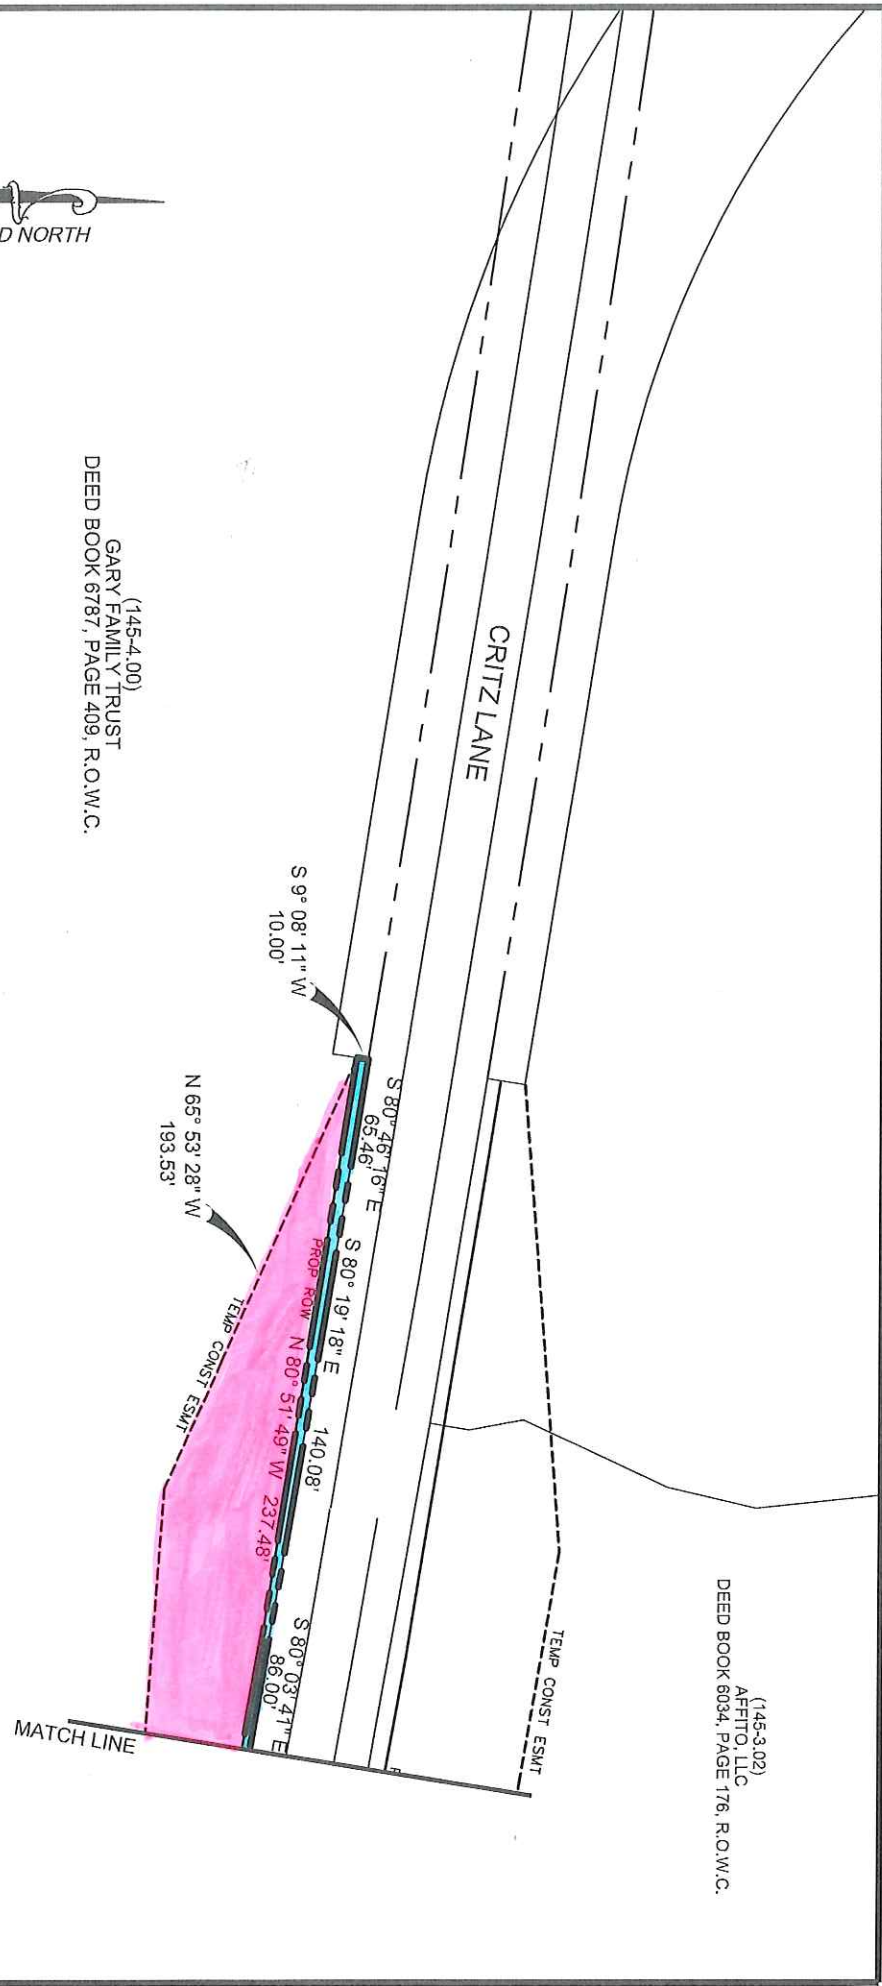 D NORTH
(145-4.00)
GARY FAMILY TRUST
DEED BOOK 6787, PAGE 409, R.O.W.C.
CRITZ LANE
S 9° 08' 11" W
10.00'
N 65° 53' 28" W
193.53'
S 80° 46' 16" E
65.46'
S 80° 19' 18" E 140.08'
PROP ROW N 80° 51' 49" W 237.48'
TEMP CONST ESMT
S 80° 03' 41" E
86.00'
MATCH LINE
TEMP CONST ESMT
(145-3.02)
AFFITO, LLC
DEED BOOK 6034, PAGE 176, R.O.W.C.